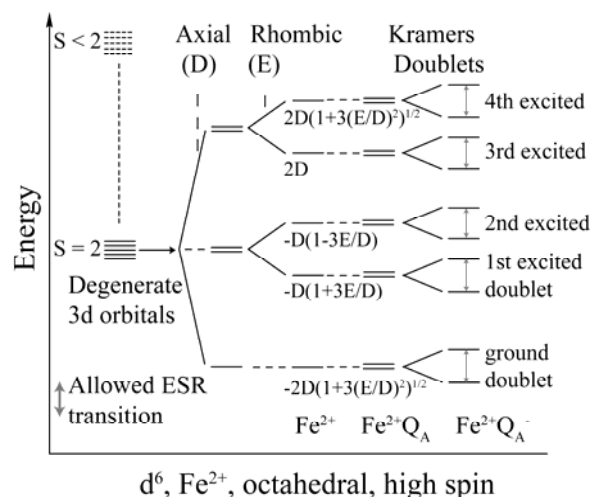 Axial
(D)
Rhombic
(E)
Kramers
Doublets
S < 2
Energy
S = 2
Degenerate
3d orbitals
2D(1+3(E/D)²)¹/²
2D
-D(1-3E/D)
-D(1+3E/D)
-2D(1+3(E/D)²)¹/²
4th excited
3rd excited
2nd excited
1st excited
doublet
ground
doublet
Allowed ESR
transition
Fe²⁺
Fe²⁺Q_A
Fe²⁺Q_A⁻
d⁶, Fe²⁺, octahedral, high spin